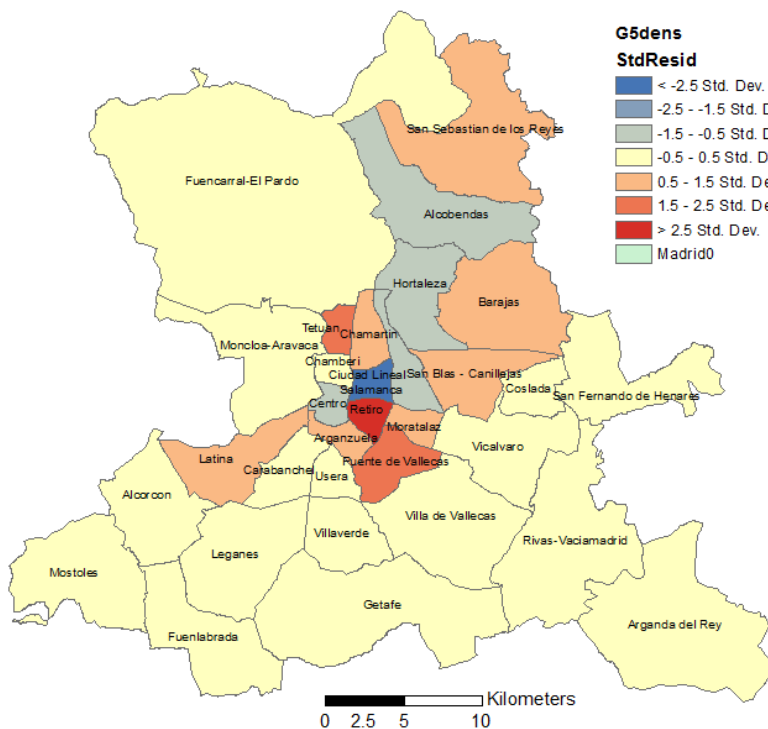 G5dens
StdResid
< -2.5 Std. Dev.
-2.5 - -1.5 Std. D
-1.5 - -0.5 Std. D
-0.5 - 0.5 Std. D
0.5 - 1.5 Std. De
1.5 - 2.5 Std. De
> 2.5 Std. Dev.
Madrid0
San Sebastian de los Reyes
Fuencarral-El Pardo
Alcobendas
Hortaleza
Barajas
Tetuan
Chamartin
Moncloa-Aravaca
Chamberi
Ciudad Lineal
San Blas - Canillejas
Salamanca
Coslada
San Fernando de Henares
Centro
Retiro
Moratalaz
Arganzuela
Vicalvaro
Latina
Carabanchel
Puente de Vallecas
Usera
Alcorcon
Villa de Vallecas
Villaverde
Rivas-Vaciamadrid
Leganes
Mostoles
Getafe
Arganda del Rey
Fuenlabrada
Kilometers
0 2.5 5 10